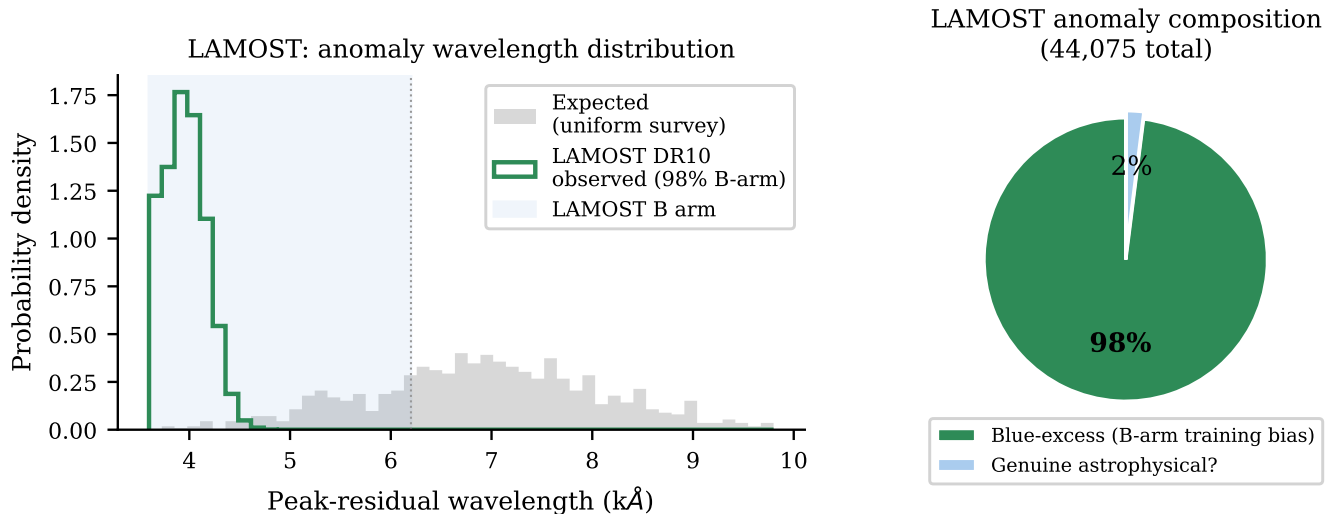 LAMOST: anomaly wavelength distribution
Probability density
1.75
1.50
1.25
1.00
0.75
0.50
0.25
0.00
4 5 6 7 8 9 10
Peak-residual wavelength (kÅ)
Expected
(uniform survey)
LAMOST DR10
observed (98% B-arm)
LAMOST B arm
LAMOST anomaly composition
(44,075 total)
2%
98%
Blue-excess (B-arm training bias)
Genuine astrophysical?